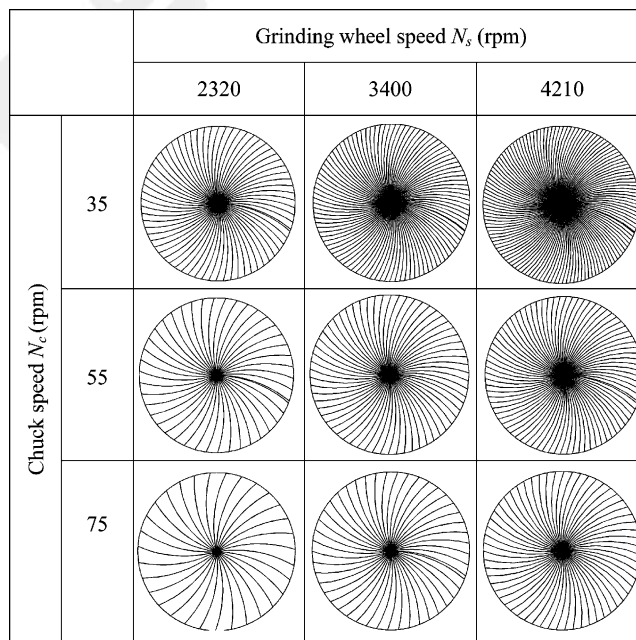 Grinding wheel speed Ns (rpm)
2320 3400 4210
Chuck speed Nc (rpm)
35
55
75